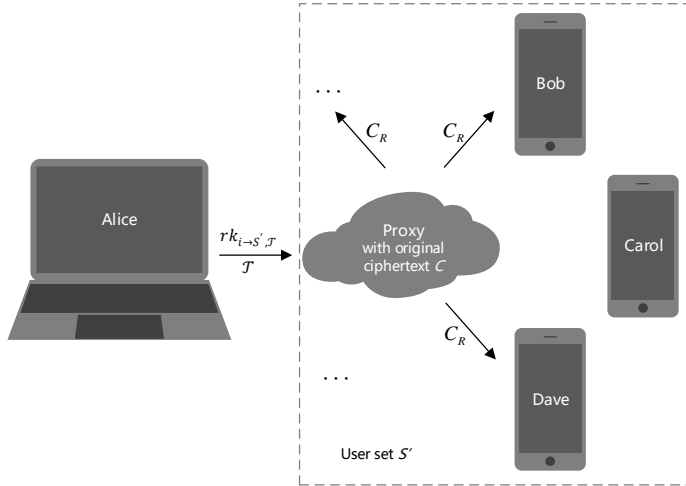 Bob
...
C_R
C_R
Alice
Proxy
with original
ciphertext C
Carol
rk_{i→S′,𝒯}
𝒯
C_R
Dave
...
User set S′